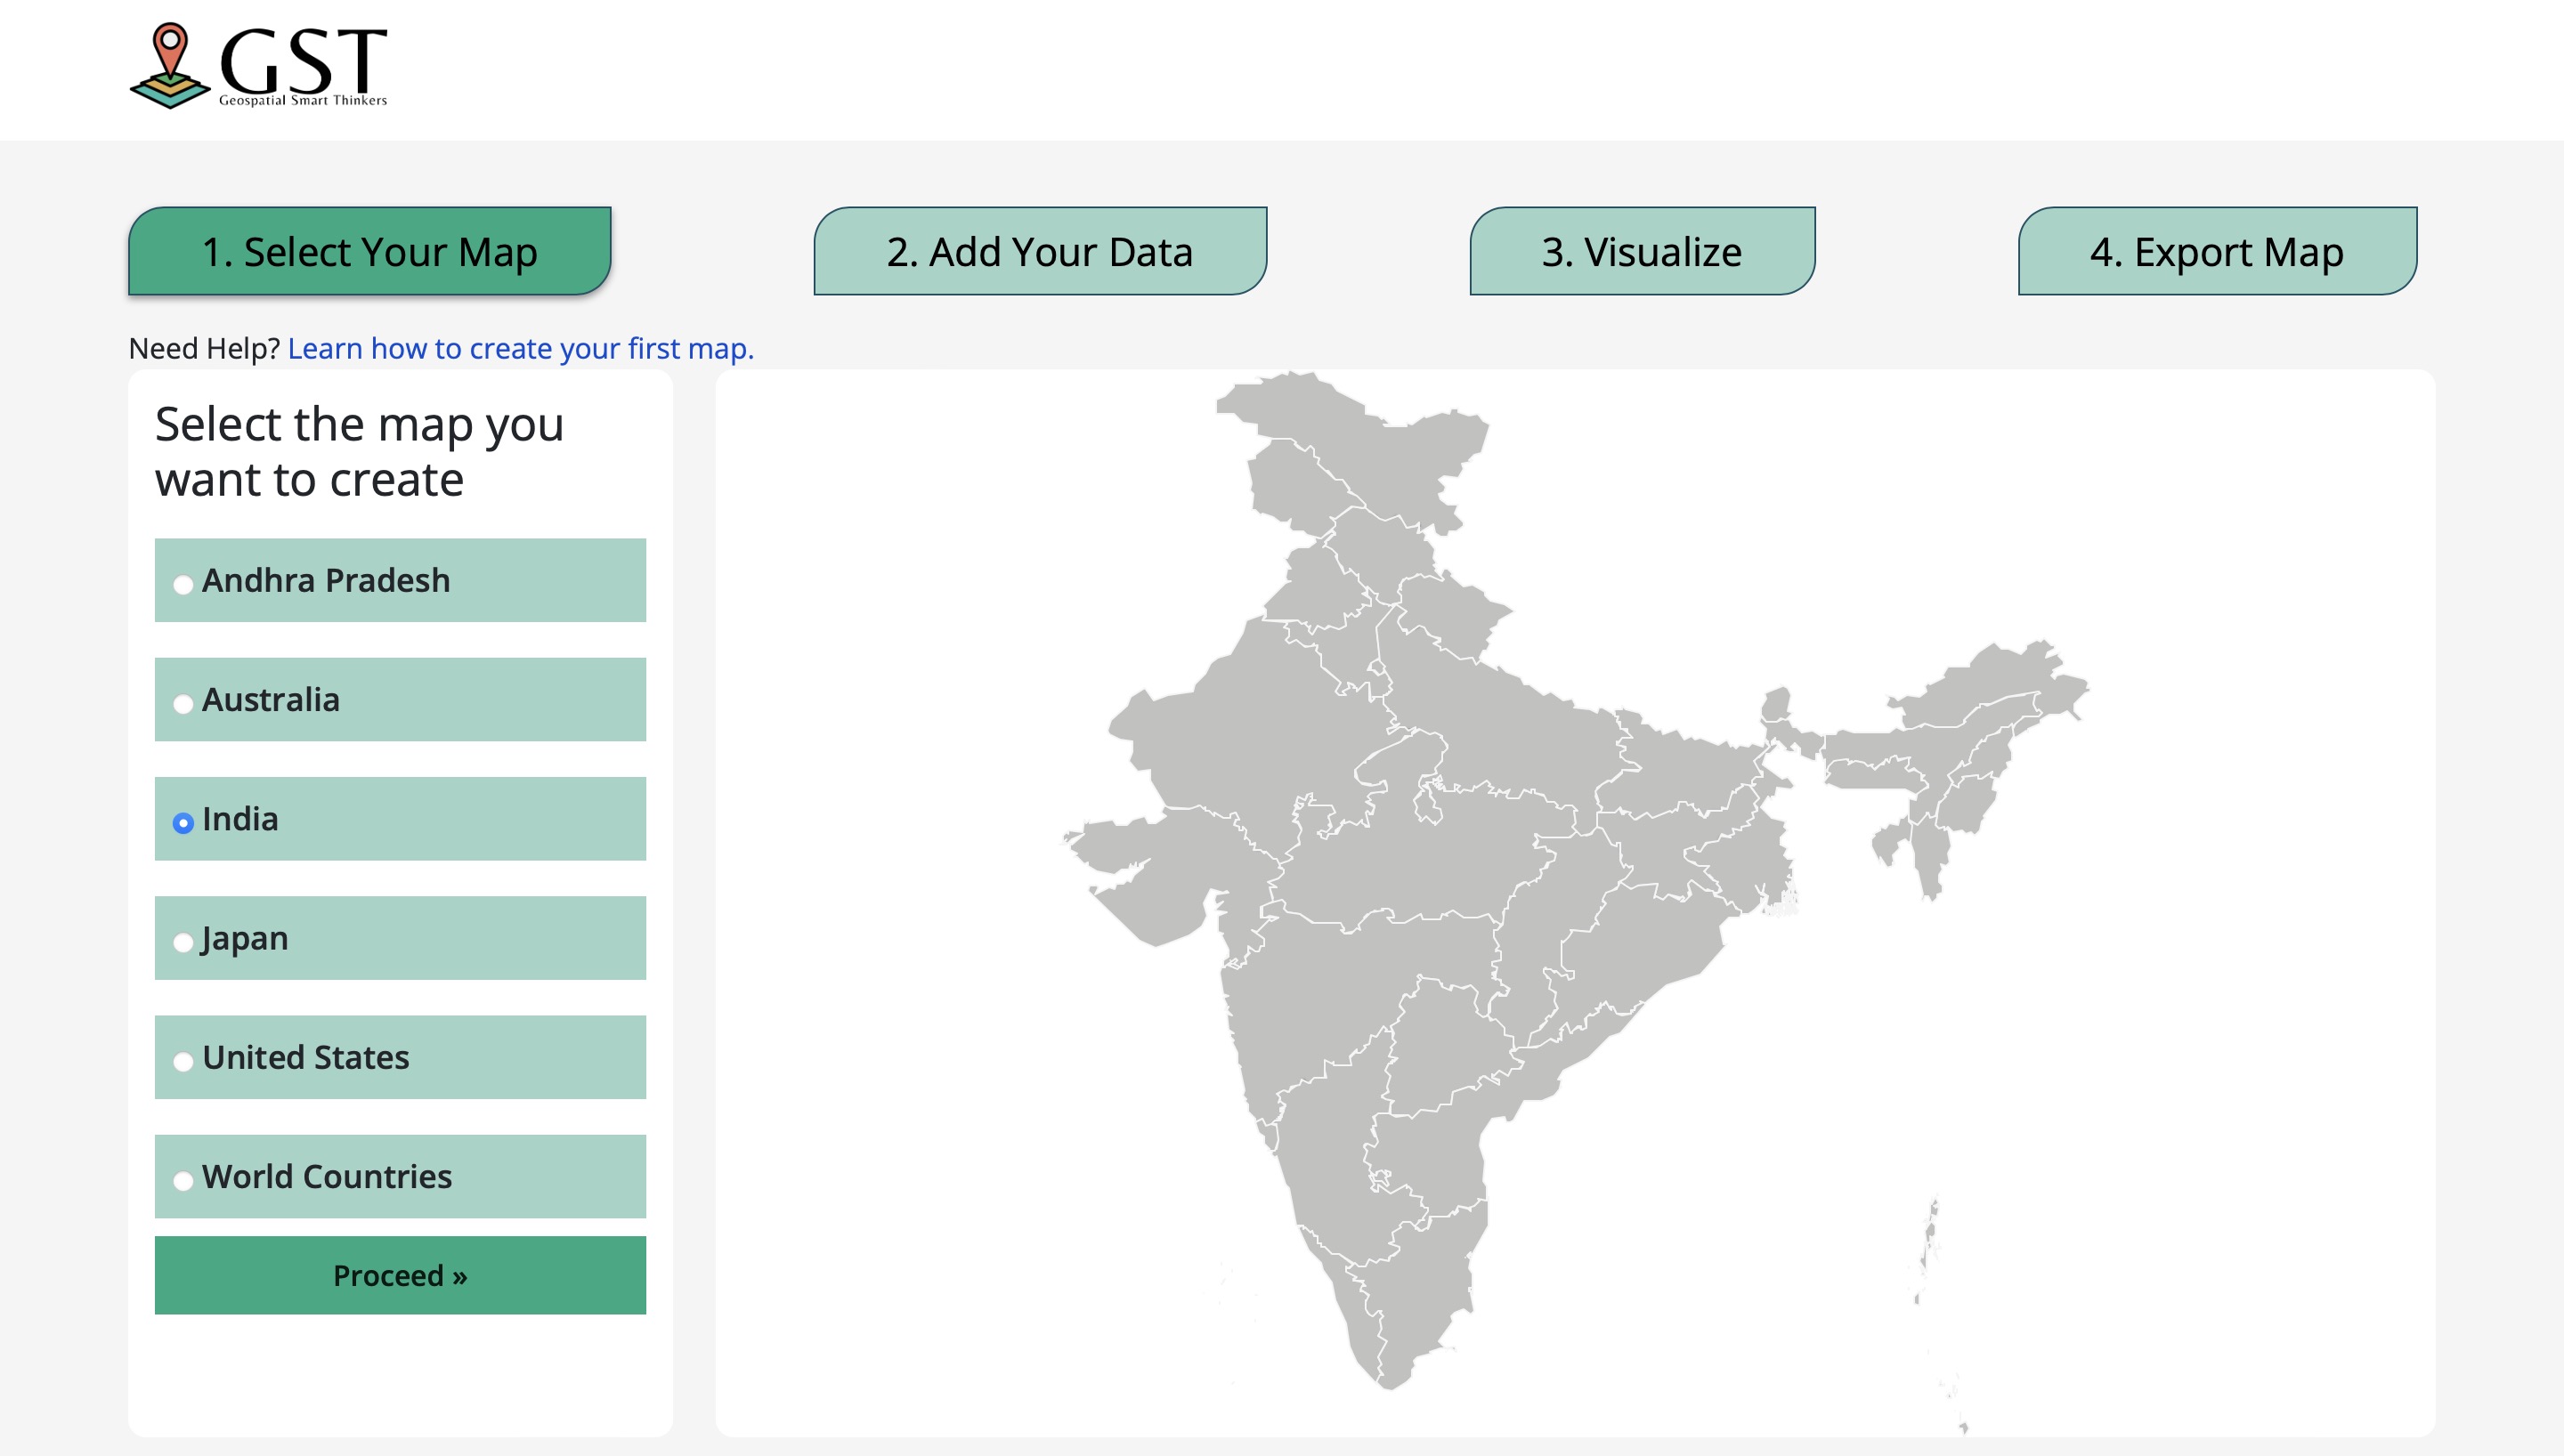 GST
Geospatial Smart Thinkers
1. Select Your Map
2. Add Your Data
3. Visualize
4. Export Map
Need Help? Learn how to create your first map.
Select the map you
want to create
Andhra Pradesh
Australia
India
Japan
United States
World Countries
Proceed »